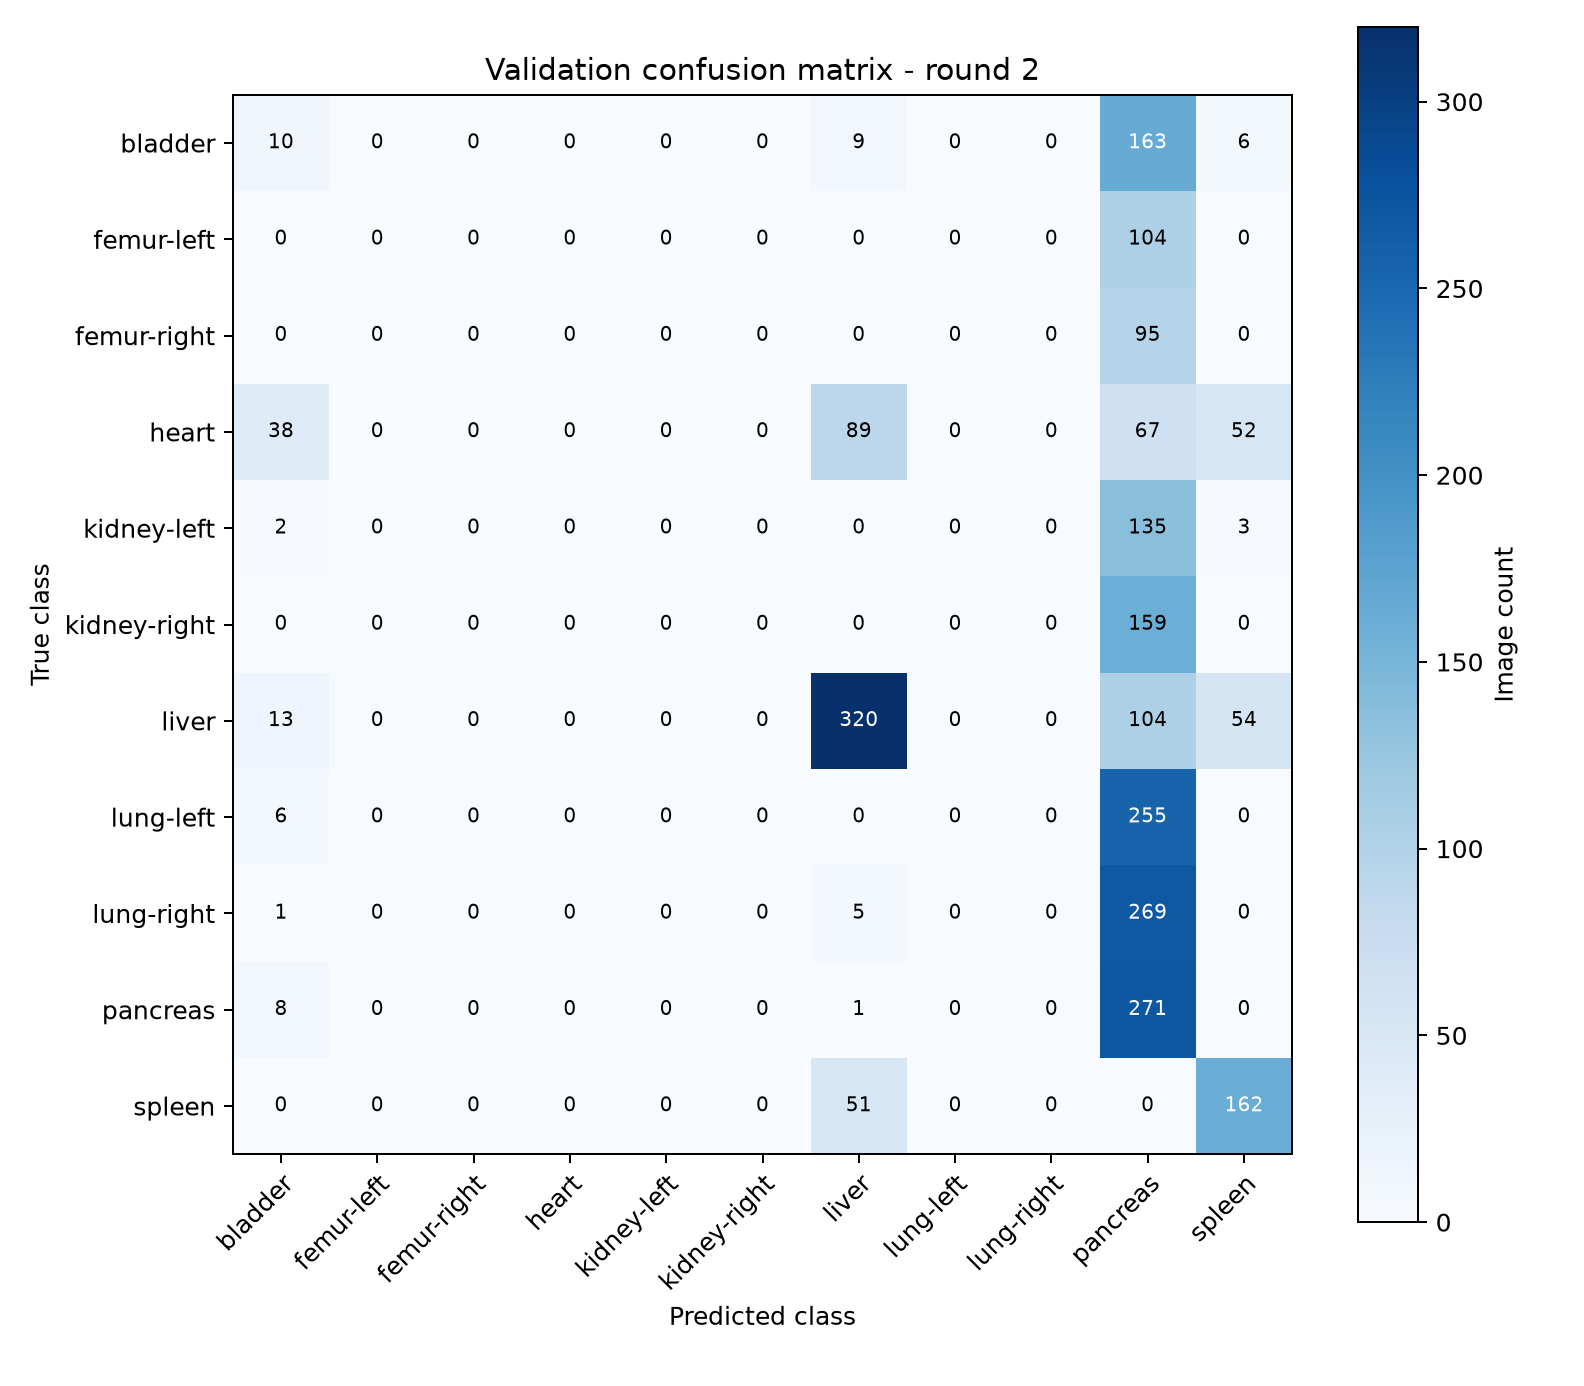 Validation confusion matrix - round 2
bladder 10 0 0 0 0 0 9 0 0 163 6
femur-left 0 0 0 0 0 0 0 0 0 104 0
femur-right 0 0 0 0 0 0 0 0 0 95 0
heart 38 0 0 0 0 0 89 0 0 67 52
kidney-left 2 0 0 0 0 0 0 0 0 135 3
kidney-right 0 0 0 0 0 0 0 0 0 159 0
liver 13 0 0 0 0 0 320 0 0 104 54
lung-left 6 0 0 0 0 0 0 0 0 255 0
lung-right 1 0 0 0 0 0 5 0 0 269 0
pancreas 8 0 0 0 0 0 1 0 0 271 0
spleen 0 0 0 0 0 0 51 0 0 0 162
bladder femur-left femur-right heart kidney-left kidney-right liver lung-left lung-right pancreas spleen
Predicted class
True class
300
250
200
150
100
50
0
Image count